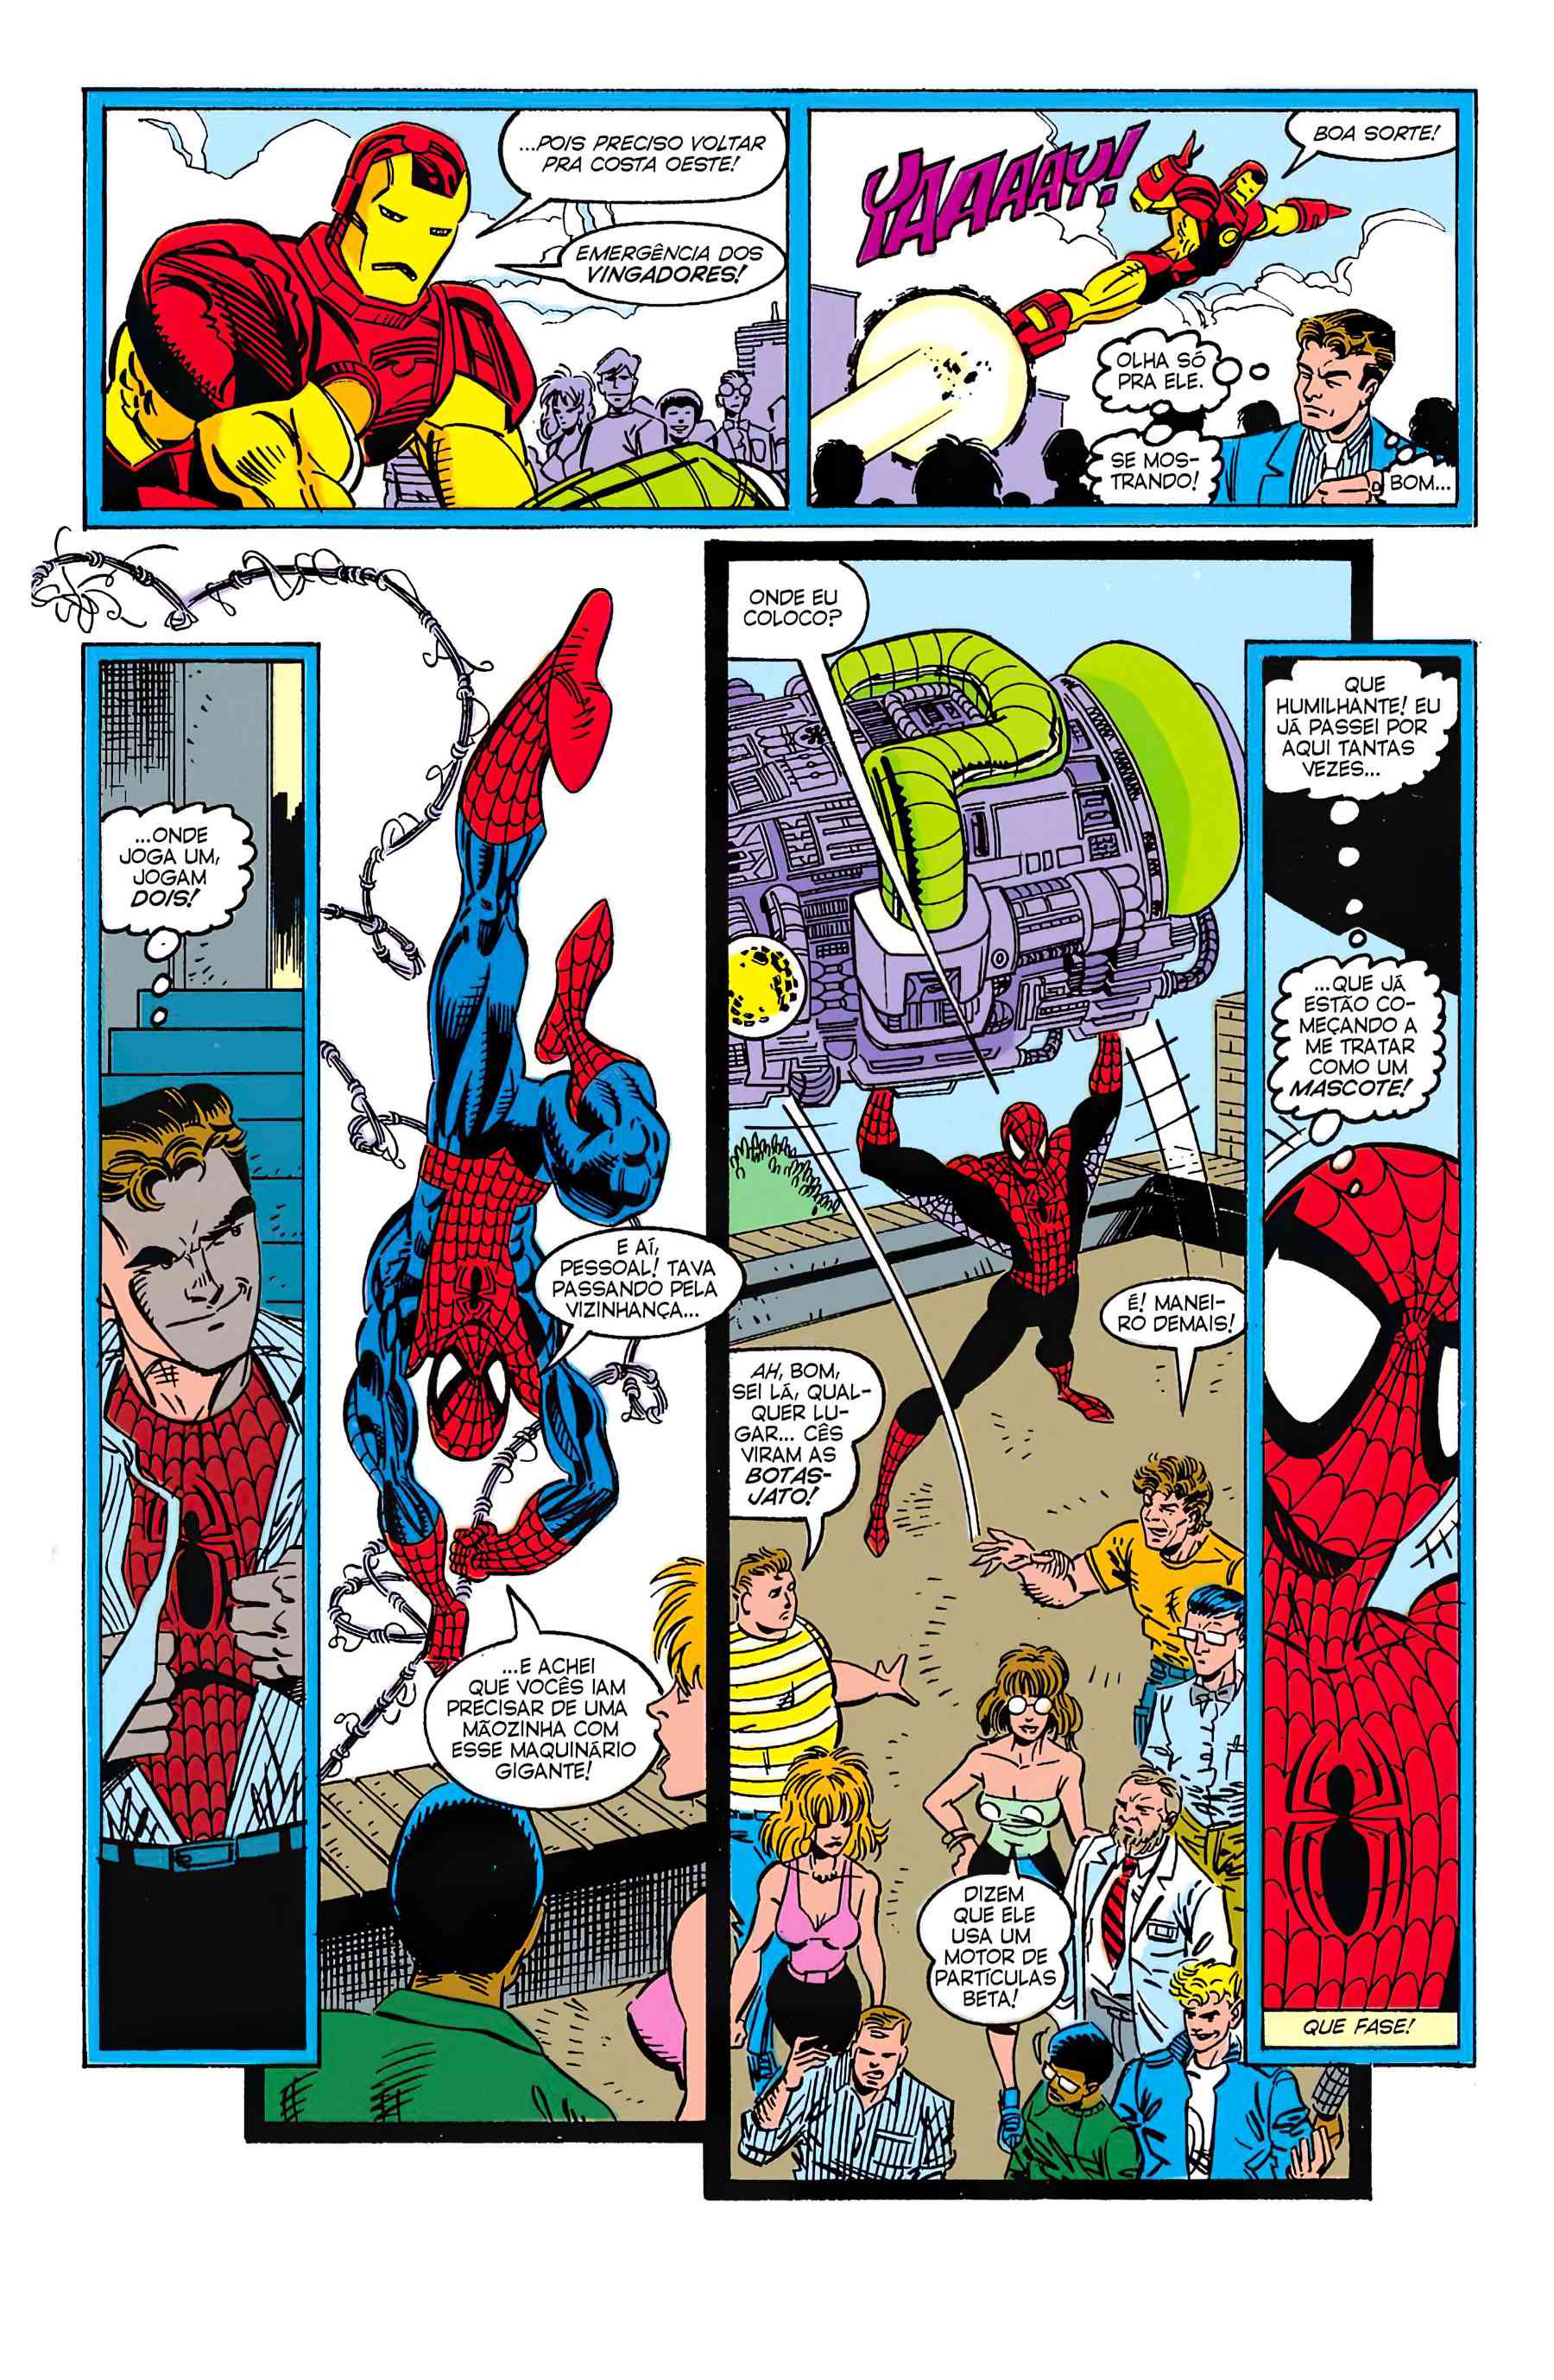 ...POIS PRECISO VOLTAR
PRA COSTA OESTE!
EMERGÊNCIA DOS
VINGADORES!
YAAAAAY!
BOA SORTE!
OLHA SÓ
PRA ELE.
SE MOS-
TRANDO!
BOM...
...ONDE
JOGA UM,
JOGAM
DOIS!
E AÍ,
PESSOAL! TAVA
PASSANDO PELA
VIZINHANÇA...
...E ACHEI
QUE VOCÊS IAM
PRECISAR DE UMA
MÃOZINHA COM
ESSE MAQUINÁRIO
GIGANTE!
ONDE EU
COLOCO?
AH, BOM,
SEI LÁ, QUAL-
QUER LU-
GAR... CÊS
VIRAM AS
BOTAS-
JATO!
É! MANEI-
RO DEMAIS!
DIZEM
QUE ELE
USA UM
MOTOR DE
PARTÍCULAS
BETA!
QUE
HUMILHANTE! EU
JÁ PASSEI POR
AQUI TANTAS
VEZES...
...QUE JÁ
ESTÃO CO-
MEÇANDO A
ME TRATAR
COMO UM
MASCOTE!
QUE FASE!